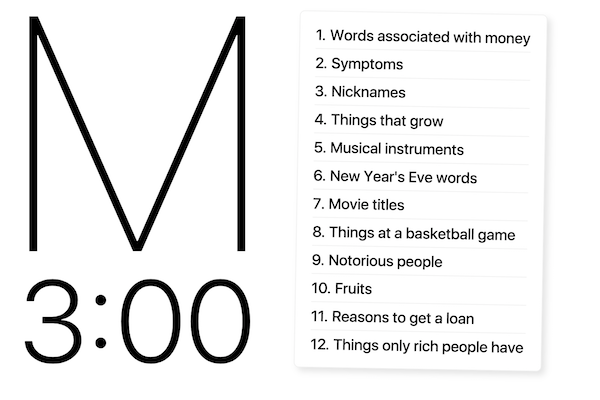 M
3:00
1. Words associated with money
2. Symptoms
3. Nicknames
4. Things that grow
5. Musical instruments
6. New Year's Eve words
7. Movie titles
8. Things at a basketball game
9. Notorious people
10. Fruits
11. Reasons to get a loan
12. Things only rich people have